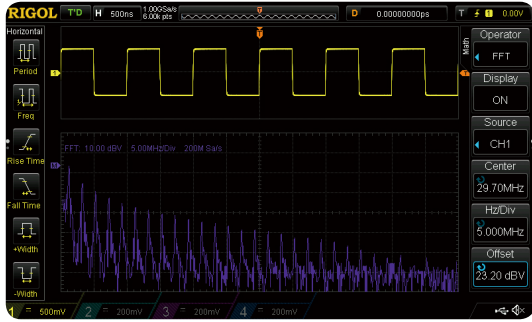 RIGOL T'D H 500ns 1.00GSa/s 6.00k pts D 0.00000000ps T 1 0.00V
Horizontal
Period
Freq
Rise Time
Fall Time
+Width
-Width
T
1
T
M
FFT: 10.00 dBV 5.00MHz/Div 200M Sa/s
Math
Operator
FFT
Display
ON
Source
CH1
Center
29.70MHz
Hz/Div
5.000MHz
Offset
23.20 dBV
1 = 500mV 2 = 200mV 3 = 200mV 4 = 200mV